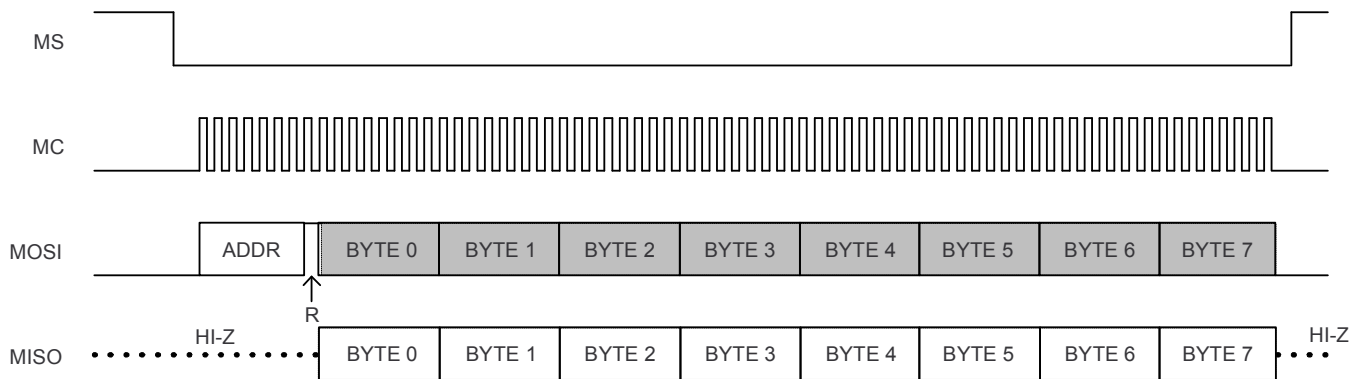 MS
MC
MOSI ADDR BYTE 0 BYTE 1 BYTE 2 BYTE 3 BYTE 4 BYTE 5 BYTE 6 BYTE 7
R
HI-Z HI-Z
MISO BYTE 0 BYTE 1 BYTE 2 BYTE 3 BYTE 4 BYTE 5 BYTE 6 BYTE 7